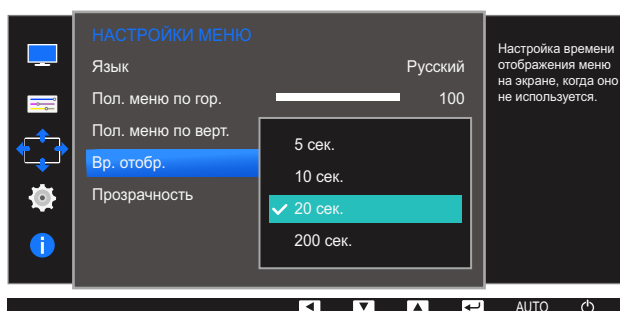 НАСТРОЙКИ МЕНЮ
Язык Русский
Пол. меню по гор. 100
Пол. меню по верт.
Вр. отобр.
Прозрачность
5 сек.
10 сек.
20 сек.
200 сек.
Настройка времени
отображения меню
на экране, когда оно
не используется.
AUTO